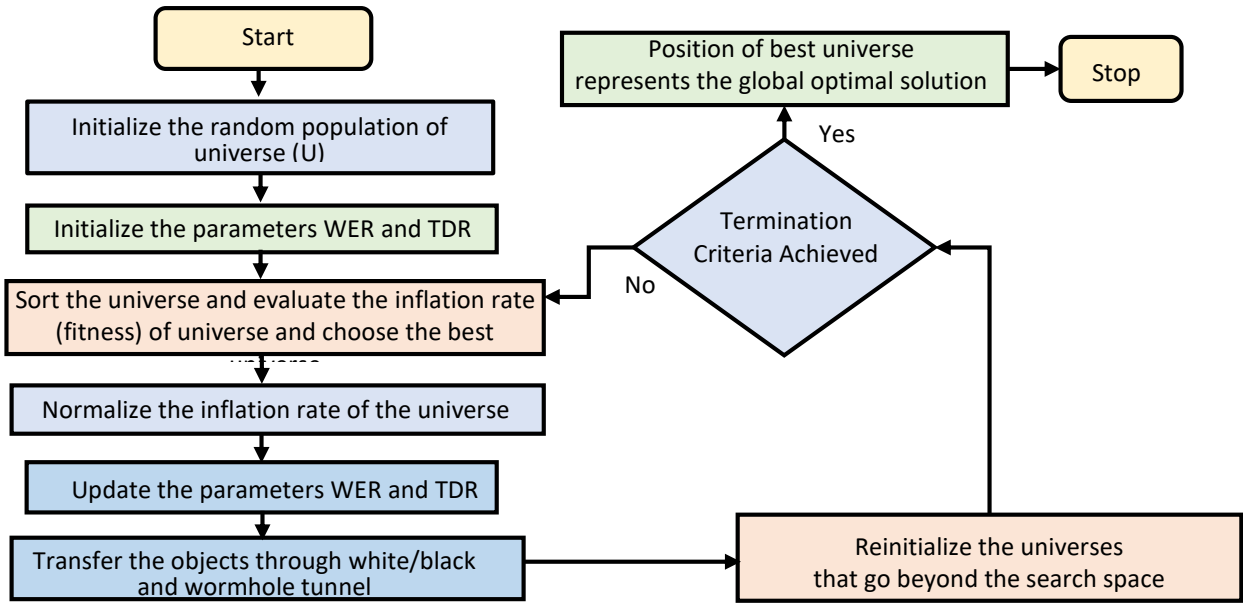 Start
Initialize the random population of
universe (U)
Initialize the parameters WER and TDR
Sort the universe and evaluate the inflation rate
(fitness) of universe and choose the best
Normalize the inflation rate of the universe
Update the parameters WER and TDR
Transfer the objects through white/black
and wormhole tunnel
Reinitialize the universes
that go beyond the search space
Termination
Criteria Achieved
No
Yes
Position of best universe
represents the global optimal solution
Stop